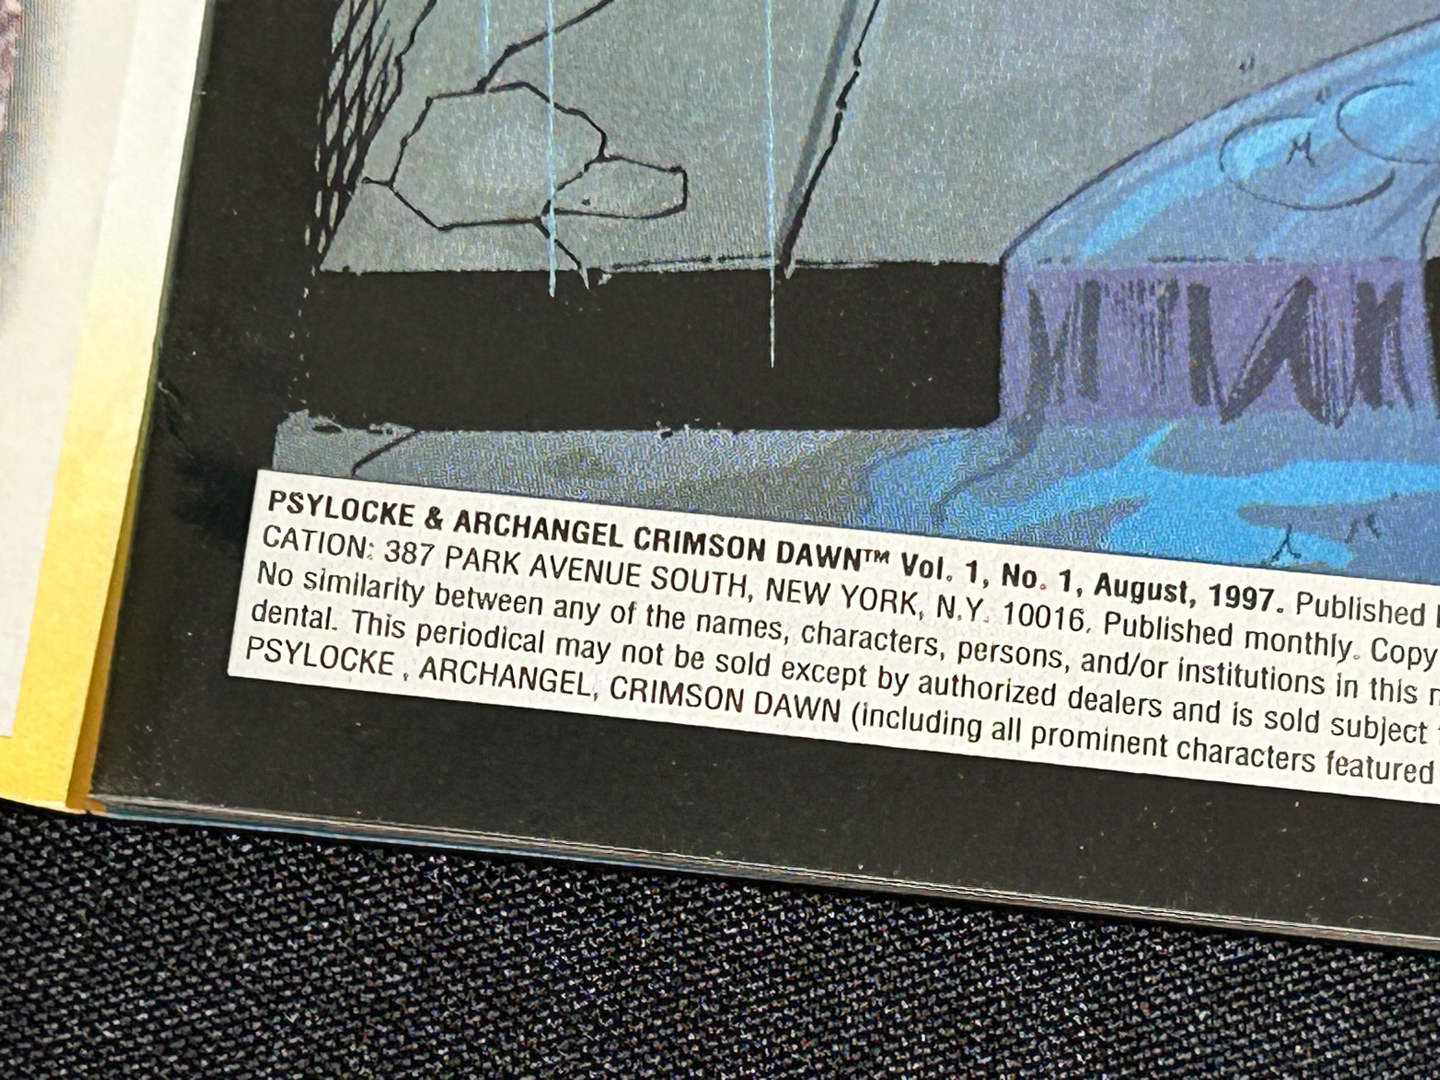 PSYLOCKE & ARCHANGEL CRIMSON DAWN™ Vol. 1, No. 1, August, 1997. Published
CATION: 387 PARK AVENUE SOUTH, NEW YORK, N.Y. 10016. Published monthly. Copy
No similarity between any of the names, characters, persons, and/or institutions in this
dental. This periodical may not be sold except by authorized dealers and is sold subject
PSYLOCKE , ARCHANGEL, CRIMSON DAWN (including all prominent characters featured